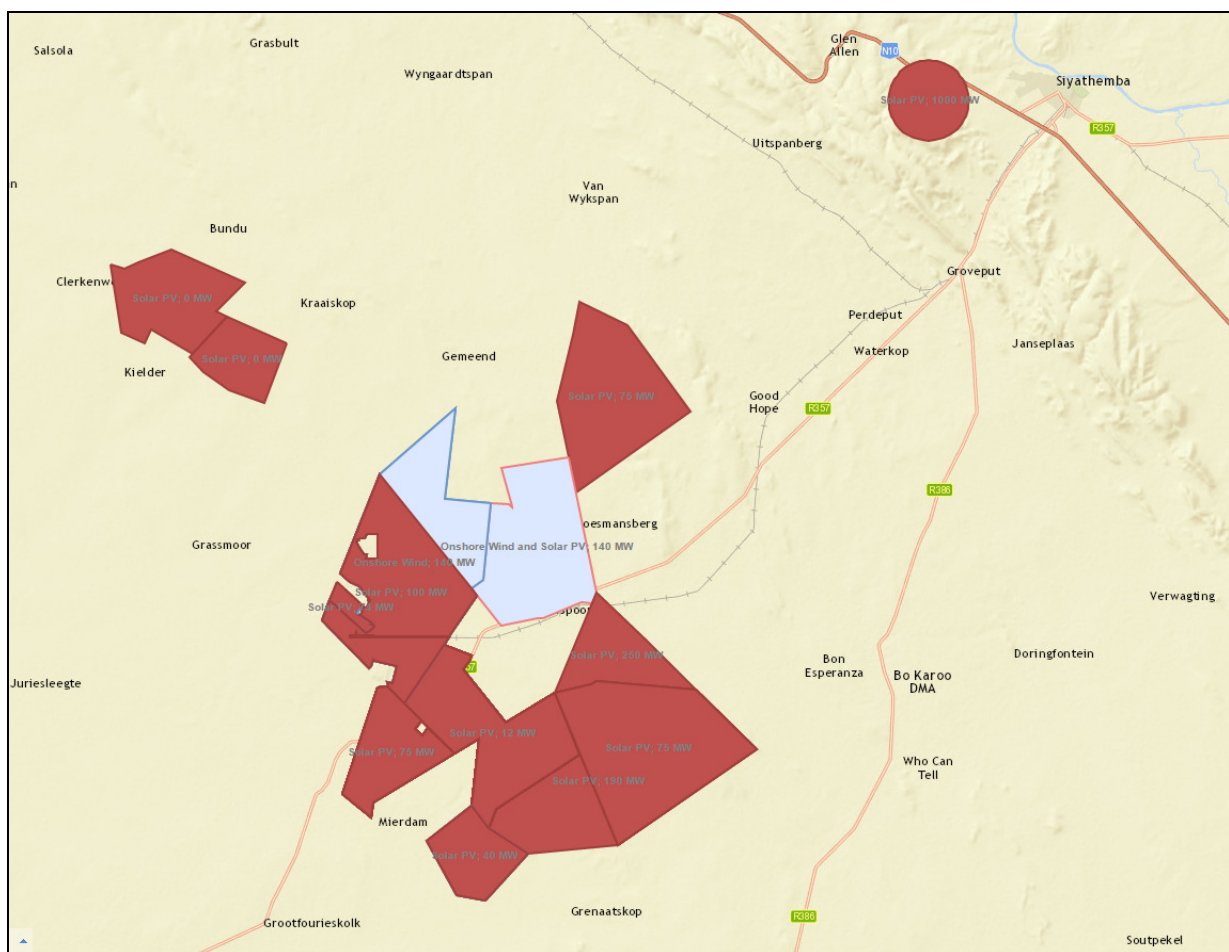 Salsola
Grasbult
Wyngaardtspan
Glen
Allen
N10
Siyathemba
Solar PV; 1000 MW
R357
Uitspanberg
Van
Wykspan
Bundu
Groveput
Solar PV; 0 MW
Kraaiskop
Perdeput
Janseplaas
Waterkop
Solar PV; 0 MW
Gemeend
Kielder
Solar PV; 75 MW
Good
Hope
R357
R386
oesmansberg
Grassmoor
Onshore Wind and Solar PV; 140 MW
Onshore Wind; 140 MW
Solar PV; 100 MW
Verwagting
Solar PV; 250 MW
Doringfontein
Bon
Esperanza
Bo Karoo
DMA
Juriesleegte
Solar PV; 12 MW
Solar PV; 75 MW
Solar PV; 75 MW
Who Can
Tell
Solar PV; 190 MW
Mierdam
Solar PV; 40 MW
Grenaatskop
R386
Grootfourieskolk
Soutpekel